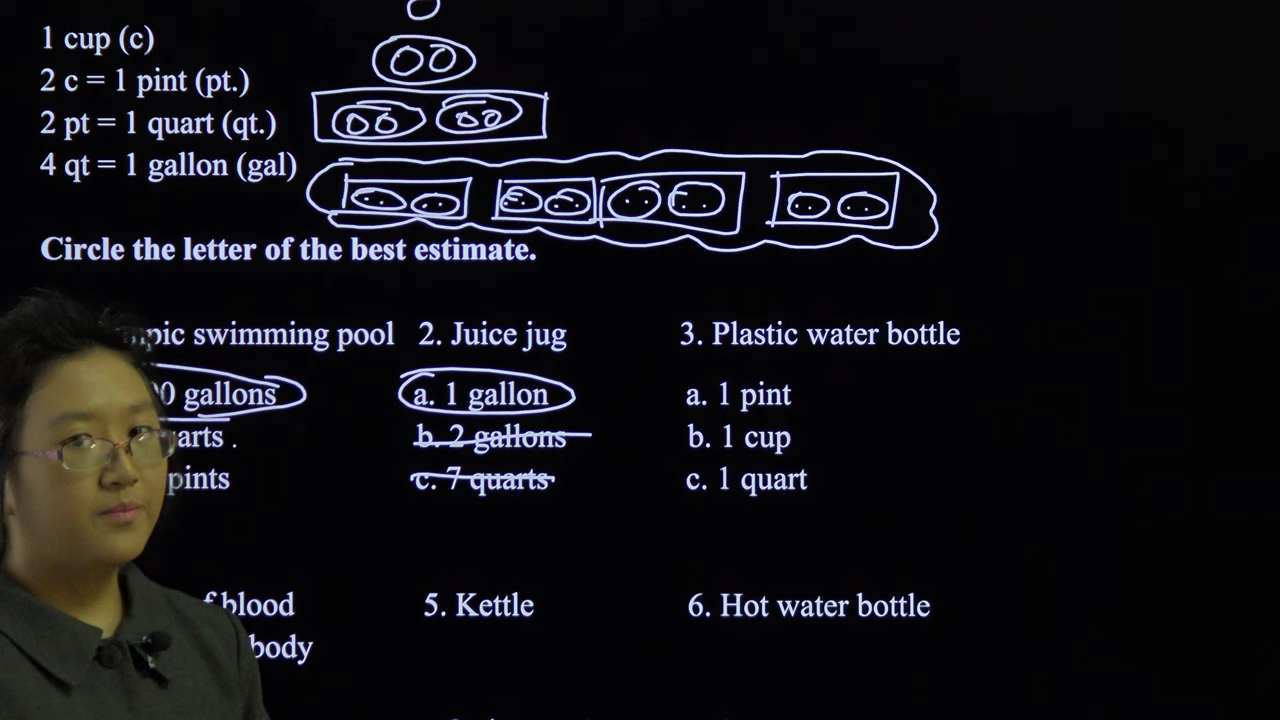 1 cup (c)
2 c = 1 pint (pt.)
2 pt = 1 quart (qt.)
4 qt = 1 gallon (gal)
Circle the letter of the best estimate.
swimming pool 2. Juice jug 3. Plastic water bottle
gallons a. 1 gallon a. 1 pint
b. 2 gallons b. 1 cup
pints c. 7 quarts c. 1 quart
blood 5. Kettle 6. Hot water bottle
body